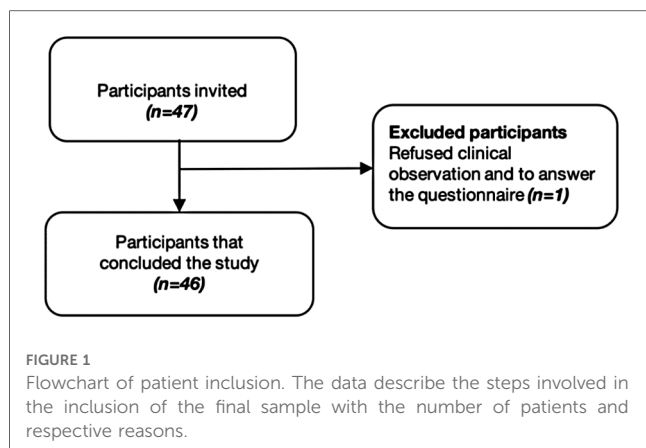 Participants invited
(n=47)
Excluded participants
Refused clinical
observation and to answer
the questionnaire (n=1)
Participants that
concluded the study
(n=46)
FIGURE 1
Flowchart of patient inclusion. The data describe the steps involved in
the inclusion of the final sample with the number of patients and
respective reasons.